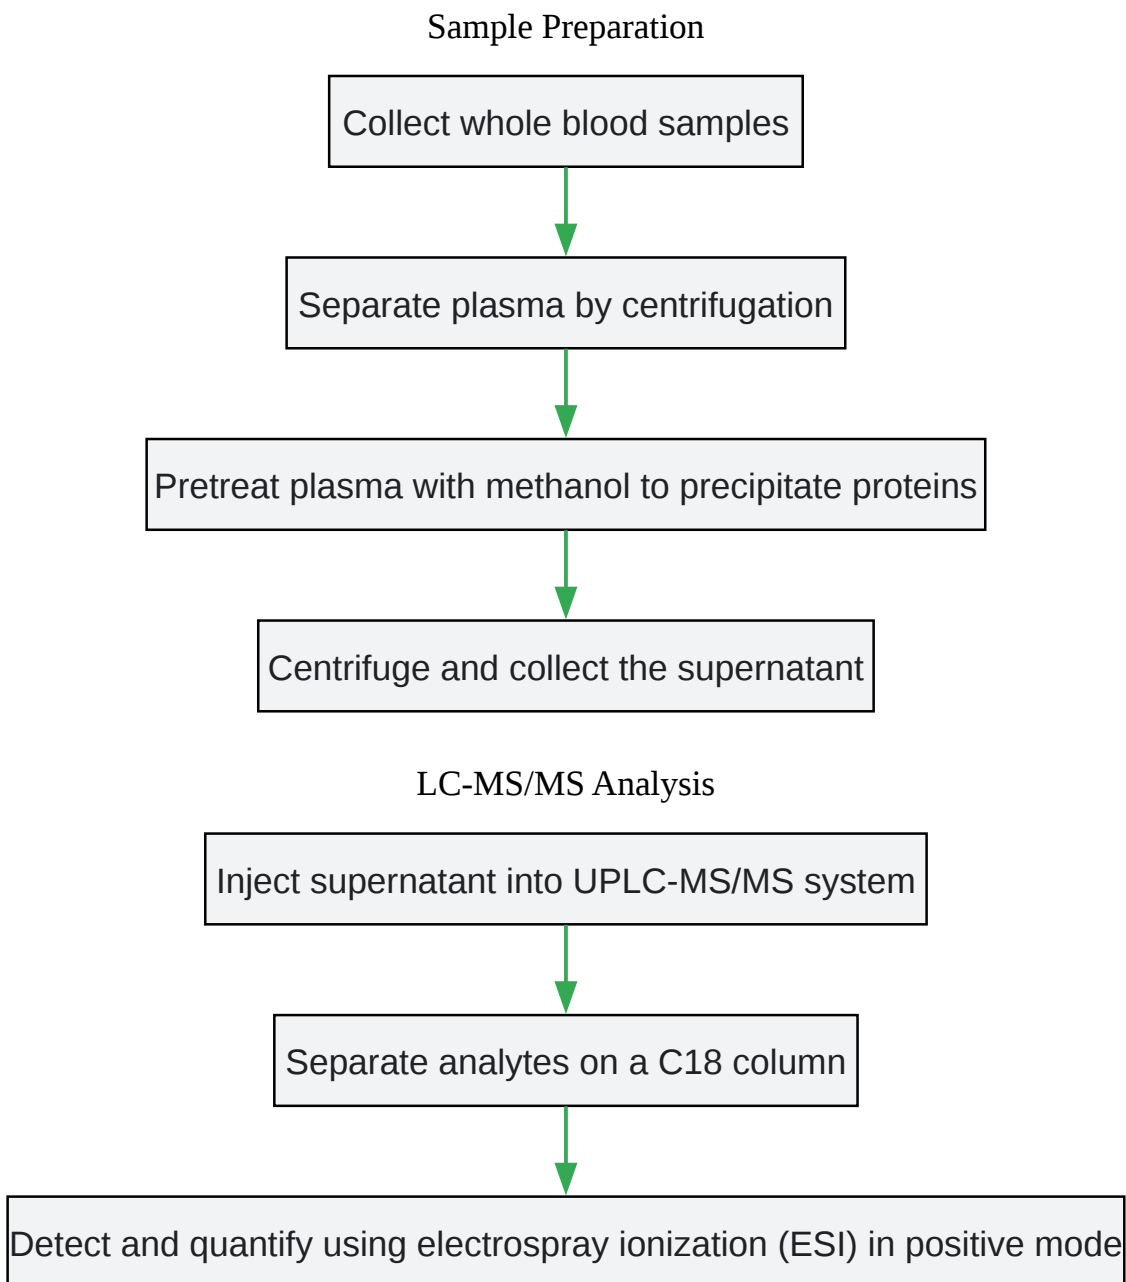 Sample Preparation
Collect whole blood samples
Separate plasma by centrifugation
Pretreat plasma with methanol to precipitate proteins
Centrifuge and collect the supernatant
LC-MS/MS Analysis
Inject supernatant into UPLC-MS/MS system
Separate analytes on a C18 column
Detect and quantify using electrospray ionization (ESI) in positive mode